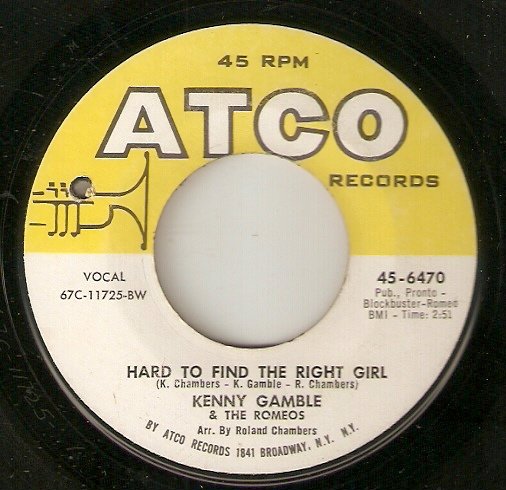 45 RPM
ATCO
RECORDS
VOCAL
67C-11725-BW
45-6470
Pub., Pronto -
Blockbuster-Romeo
BMI - Time: 2:51
HARD TO FIND THE RIGHT GIRL
(K. Chambers - K. Gamble - R. Chambers)
KENNY GAMBLE
& THE ROMEOS
Arr. By Roland Chambers
BY ATCO RECORDS 1841 BROADWAY, N.Y. N.Y.